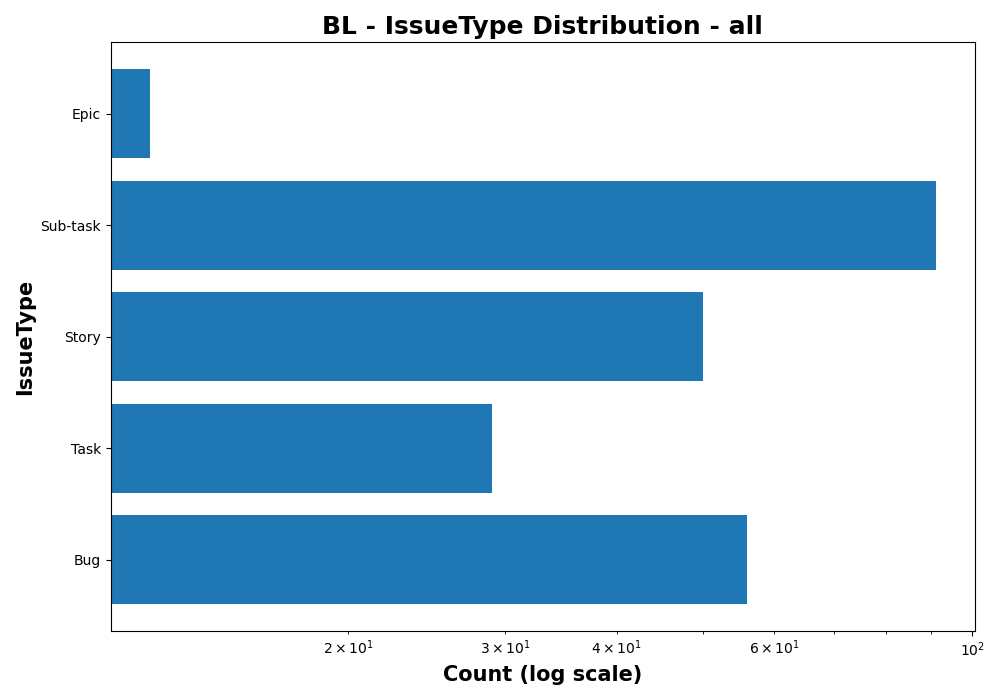 BL - IssueType Distribution - all
Epic
Sub-task
Story
Task
Bug
IssueType
2 × 10¹ 3 × 10¹ 4 × 10¹ 6 × 10¹ 10²
Count (log scale)